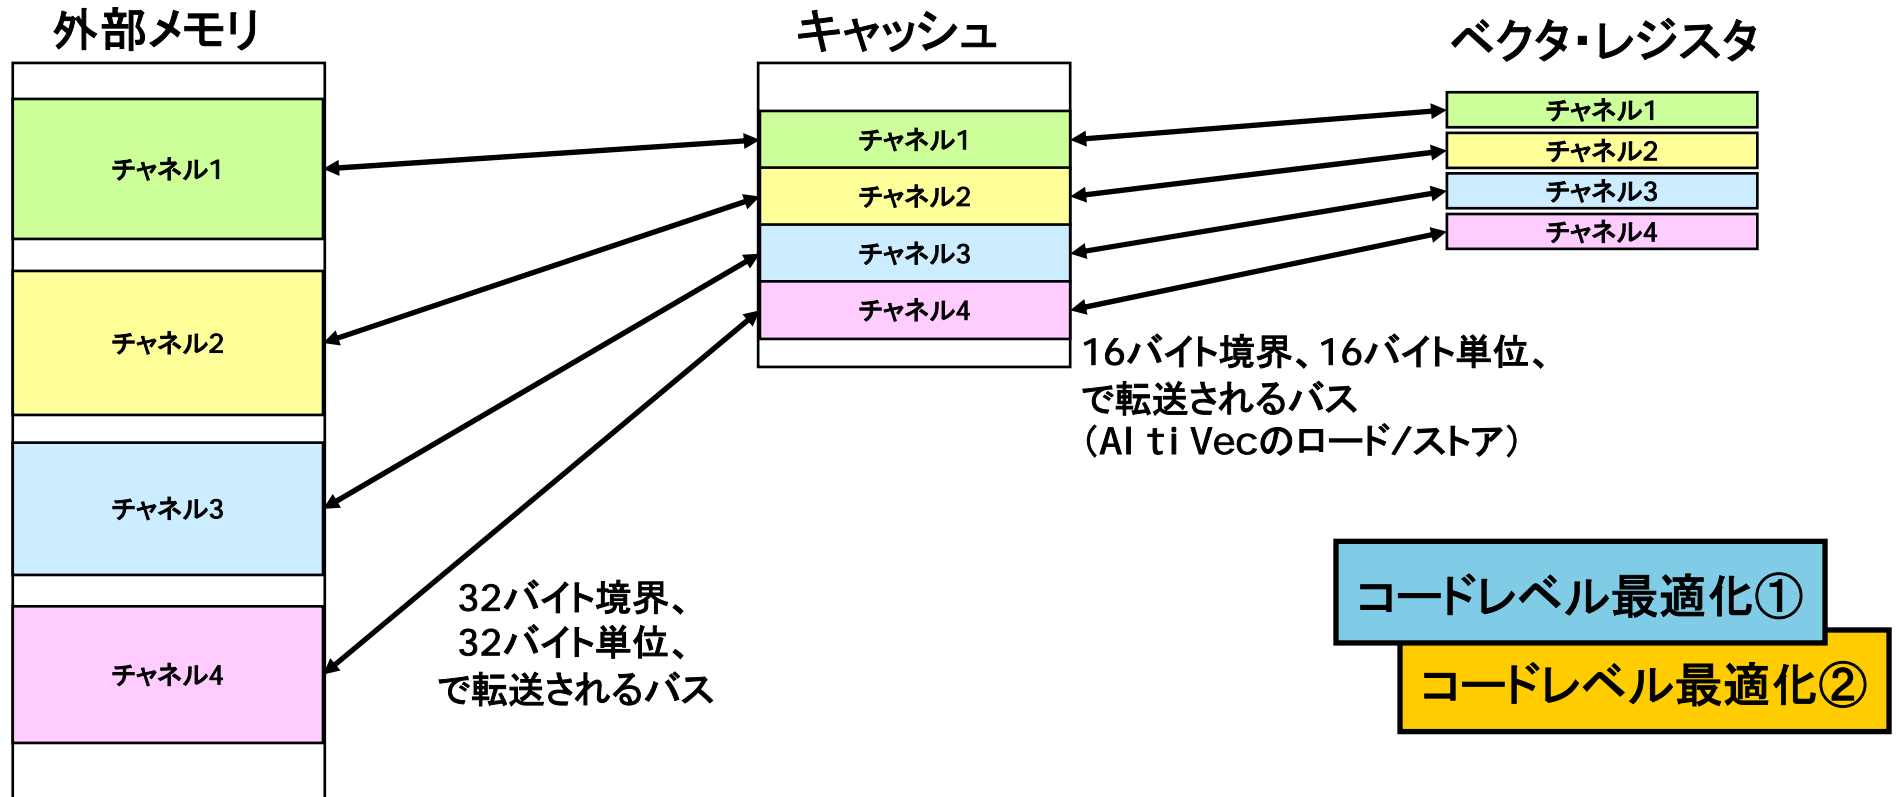 外部メモリ
チャネル1
チャネル2
チャネル3
チャネル4
32バイト境界、
32バイト単位、
で転送されるバス
キャッシュ
チャネル1
チャネル2
チャネル3
チャネル4
16バイト境界、16バイト単位、
で転送されるバス
（AltiVecのロード/ストア）
ベクタ・レジスタ
チャネル1
チャネル2
チャネル3
チャネル4
コードレベル最適化①
コードレベル最適化②